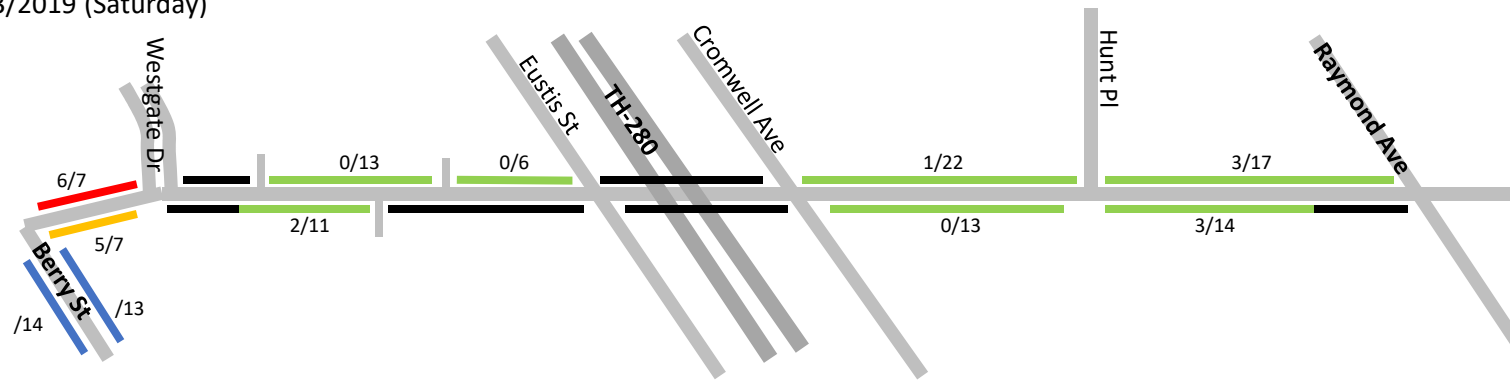 3/2019 (Saturday)
Westgate Dr
Eustis St
TH-280
Cromwell Ave
Hunt Pl
Raymond Ave
6/7
0/13
0/6
1/22
3/17
5/7
2/11
0/13
3/14
Berry St
/14
/13